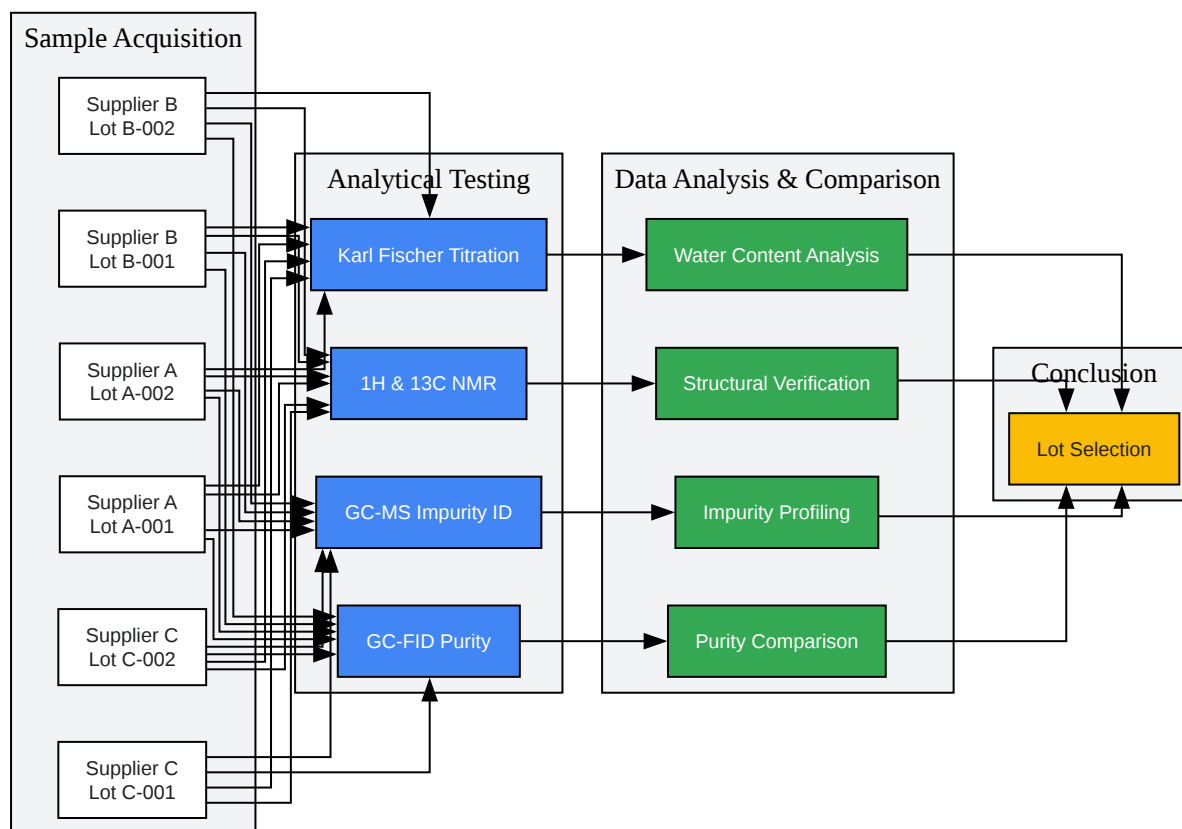 Sample Acquisition
Supplier B
Lot B-002
Supplier B
Lot B-001
Supplier A
Lot A-002
Supplier A
Lot A-001
Supplier C
Lot C-002
Supplier C
Lot C-001
Analytical Testing
Karl Fischer Titration
1H & 13C NMR
GC-MS Impurity ID
GC-FID Purity
Data Analysis & Comparison
Water Content Analysis
Structural Verification
Impurity Profiling
Purity Comparison
Conclusion
Lot Selection